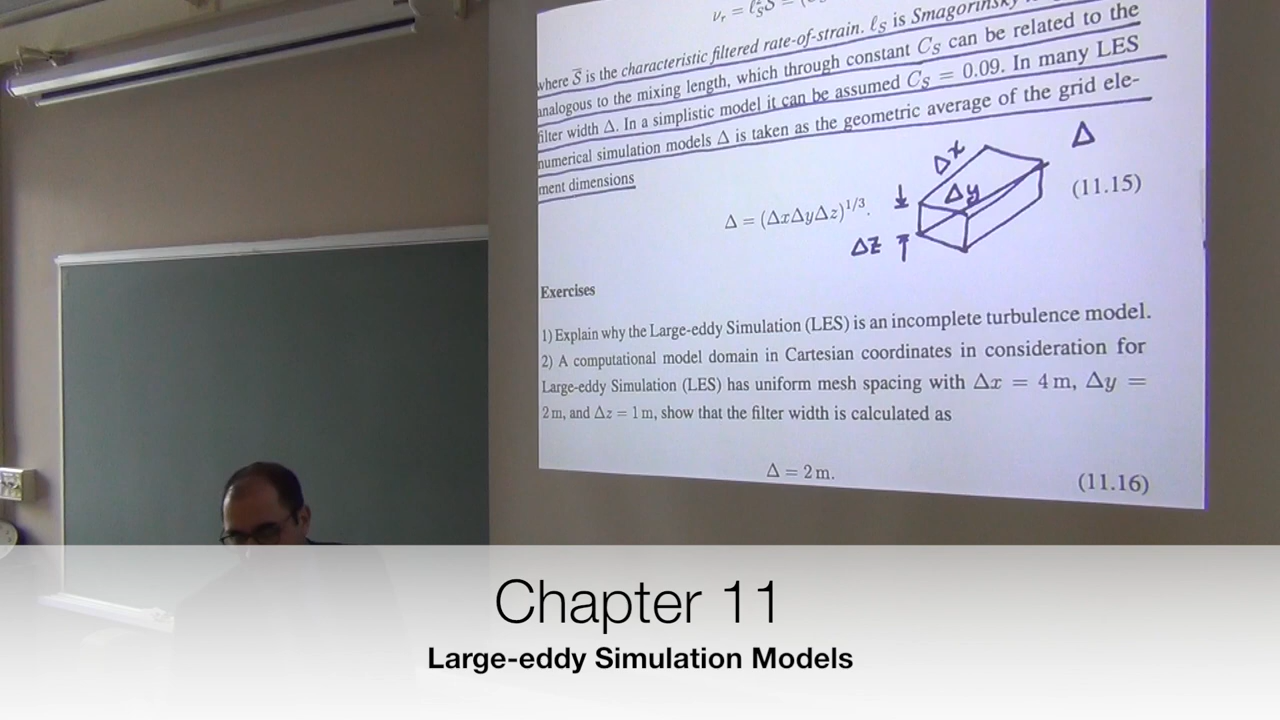 νr = ℓ²S S̅ = (C
where S̅ is the characteristic filtered rate-of-strain. ℓS is Smagorinsky
analogous to the mixing length, which through constant CS can be related to the
filter width Δ. In a simplistic model it can be assumed CS = 0.09. In many LES
numerical simulation models Δ is taken as the geometric average of the grid ele-
ment dimensions
Δ
Δx
Δy
Δ = (ΔxΔyΔz)^1/3. (11.15)
Δz
Exercises
1) Explain why the Large-eddy Simulation (LES) is an incomplete turbulence model.
2) A computational model domain in Cartesian coordinates in consideration for
Large-eddy Simulation (LES) has uniform mesh spacing with Δx = 4 m, Δy =
2 m, and Δz = 1 m, show that the filter width is calculated as
Δ = 2 m. (11.16)
Chapter 11
Large-eddy Simulation Models